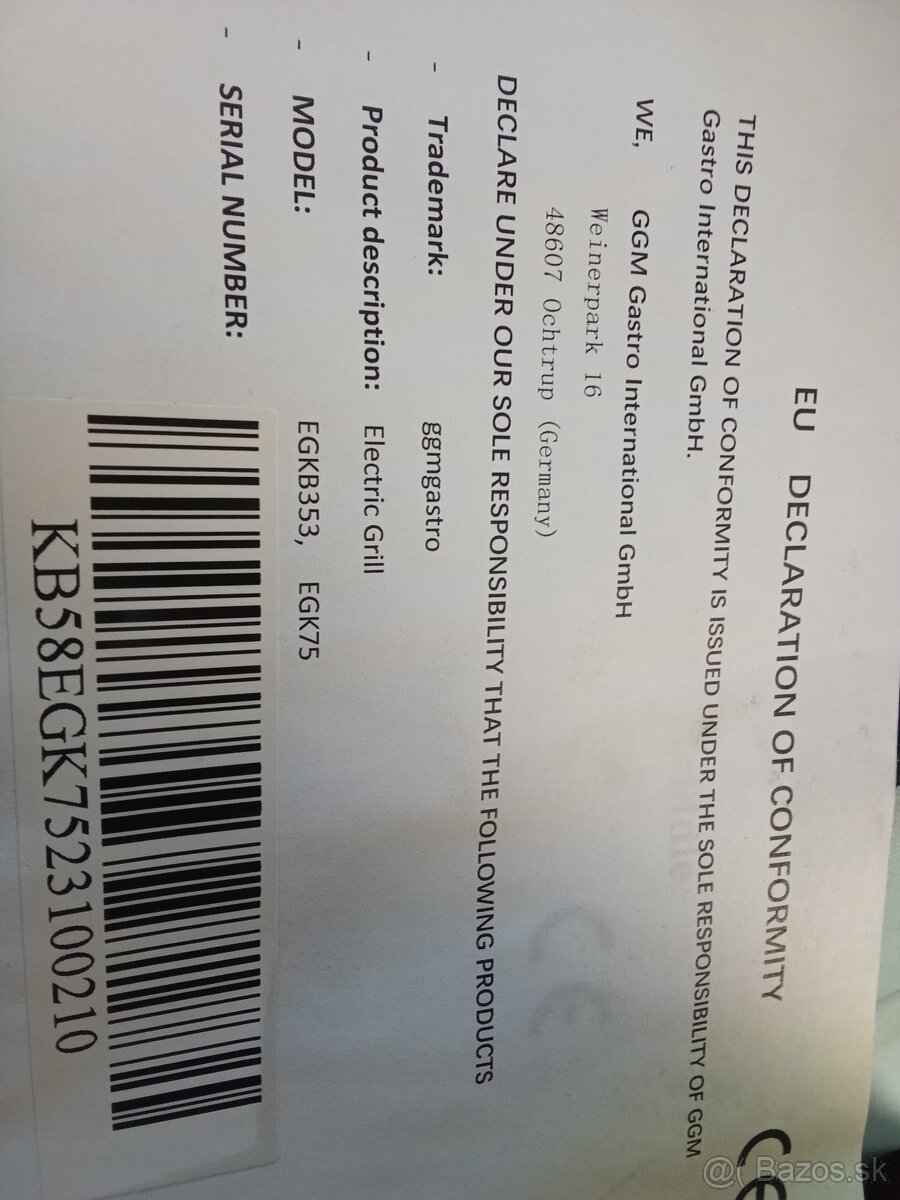 EU DECLARATION OF CONFORMITY
CE
THIS DECLARATION OF CONFORMITY IS ISSUED UNDER THE SOLE RESPONSIBILITY OF GGM
Gastro International GmbH.
WE, GGM Gastro International GmbH
Weinerpark 16
48607 Ochtrup (Germany)
DECLARE UNDER OUR SOLE RESPONSIBILITY THAT THE FOLLOWING PRODUCTS
- Trademark: ggmgastro
- Product description: Electric Grill
- MODEL: EGKB353, EGK75
- SERIAL NUMBER:
KB58EGK7523100210
Bazos.sk